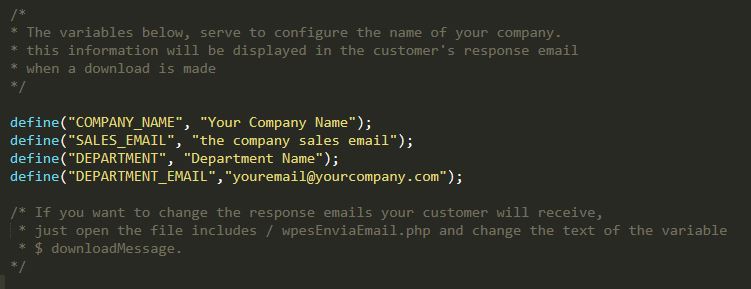 /*
* The variables below, serve to configure the name of your company.
* this information will be displayed in the customer's response email
* when a download is made
*/
define("COMPANY_NAME", "Your Company Name");
define("SALES_EMAIL", "the company sales email");
define("DEPARTMENT", "Department Name");
define("DEPARTMENT_EMAIL","youremail@yourcompany.com");
/* If you want to change the response emails your customer will receive,
* just open the file includes / wpesEnviaEmail.php and change the text of the variable
* $ downloadMessage.
*/